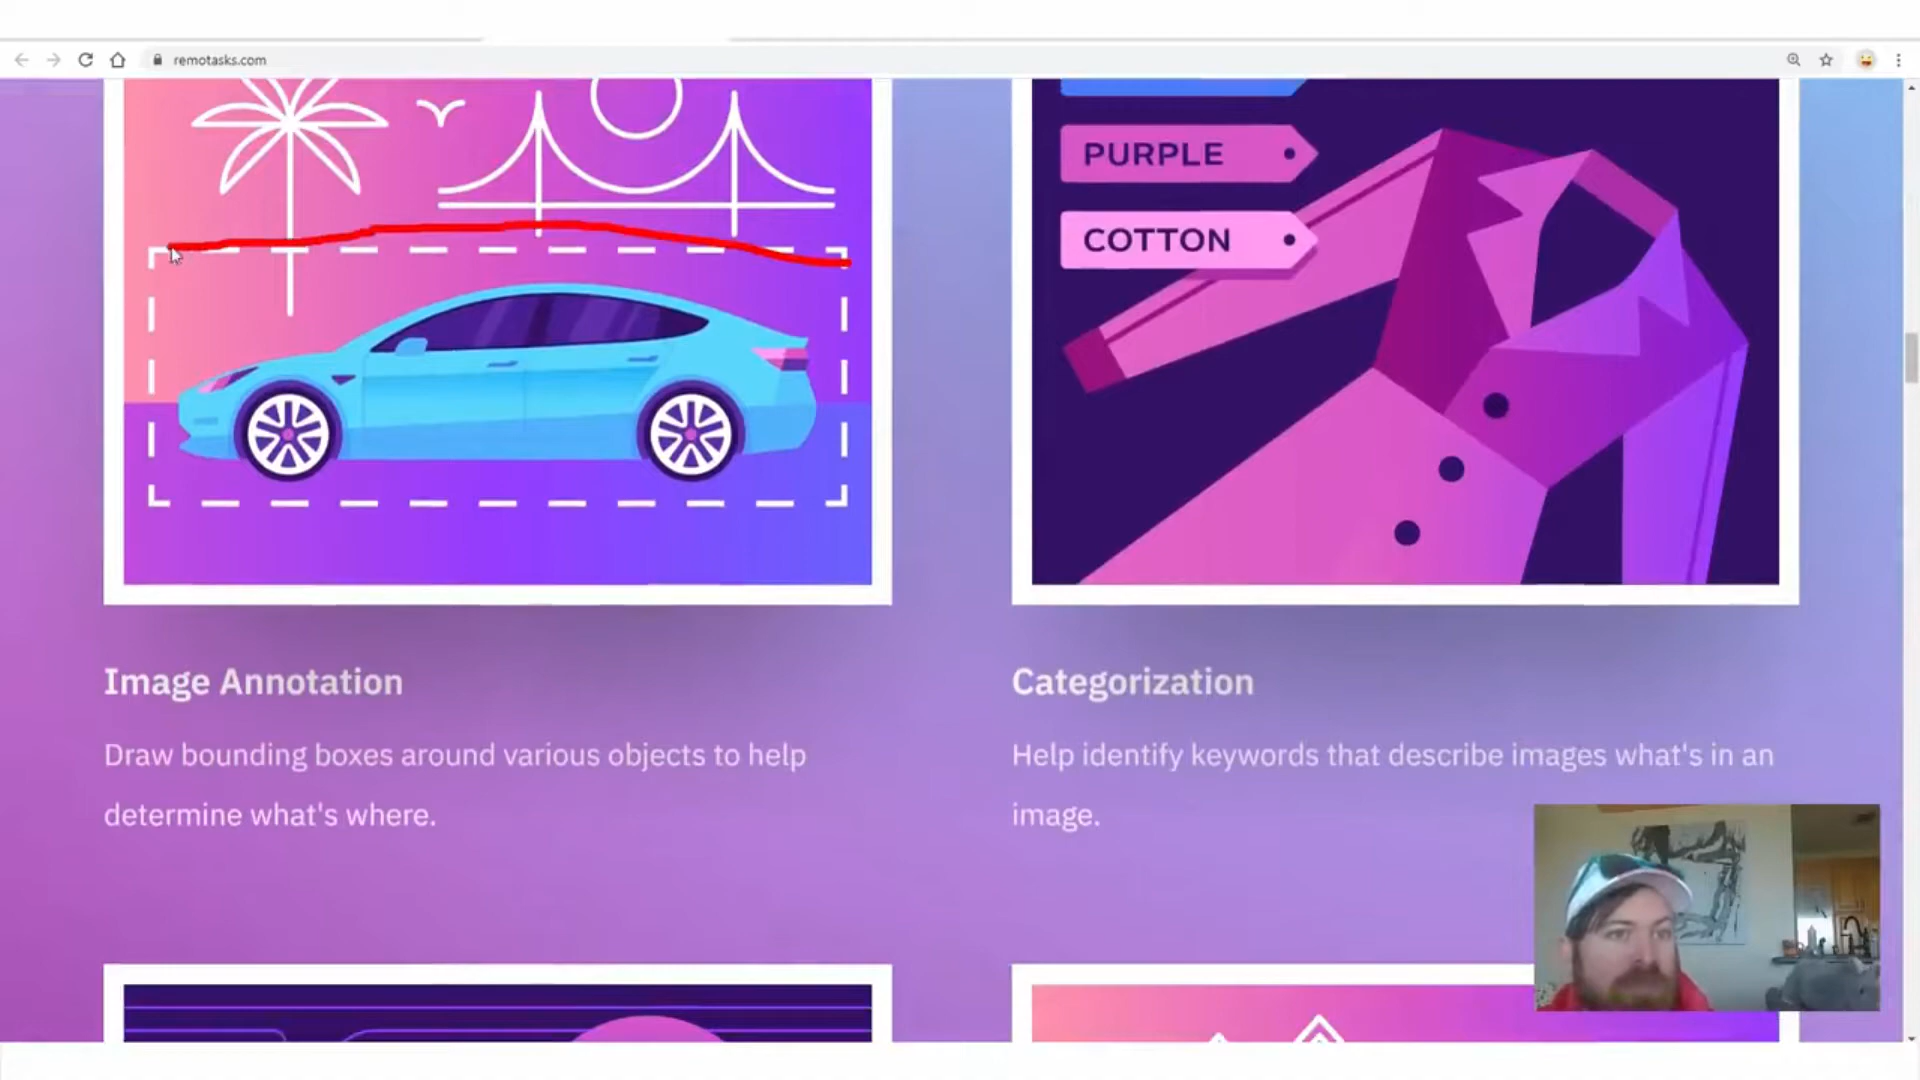 remotasks.com
PURPLE
COTTON
Image Annotation
Draw bounding boxes around various objects to help
determine what's where.
Categorization
Help identify keywords that describe images what's in an
image.